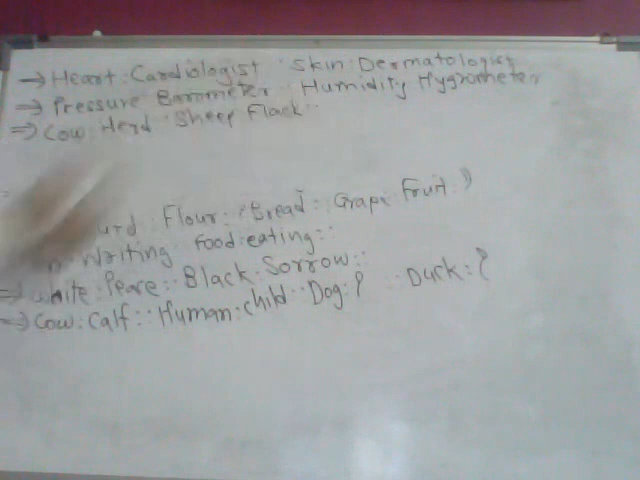 → Heart : Cardiologist : Skin : Dermatologist
→ Pressure Barometer : Humidity Hygrometer
→ Cow : Herd : Sheep Flock ::
Flour : Bread :: Grape Fruit )
Writing Food : eating ::
→ White : Peace :: Black : Sorrow ::
→ Cow : Calf :: Human : child :: Dog : ? :: Duck : ?